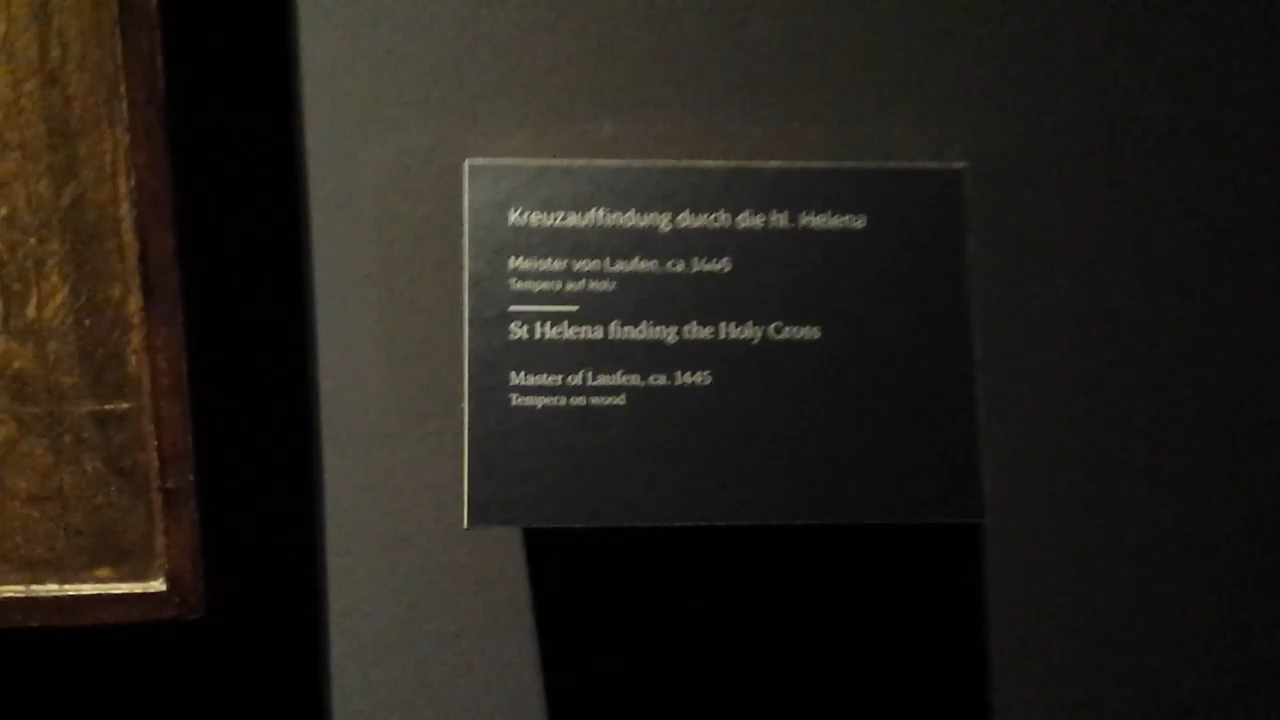 Kreuzauffindung durch die hl. Helena
Meister von Laufen, ca. 1445
Tempera auf Holz
St Helena finding the Holy Cross
Master of Laufen, ca. 1445
Tempera on wood